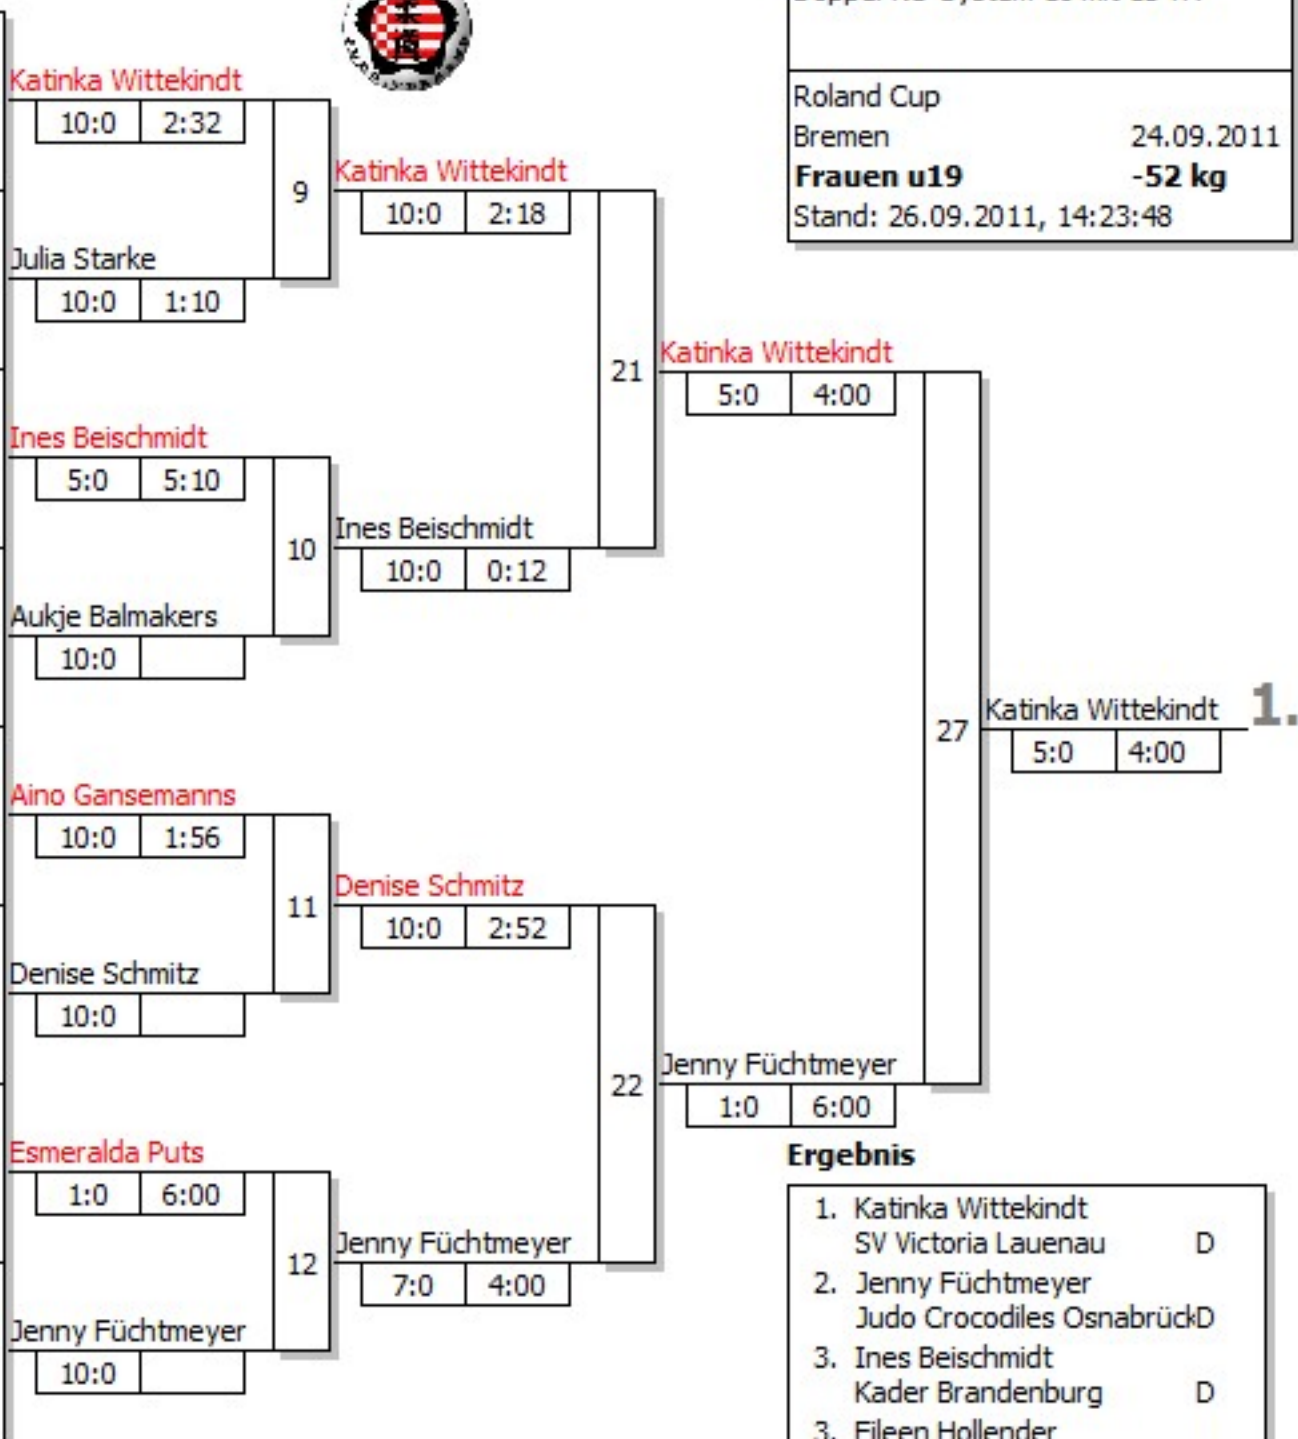 Roland Cup
Bremen 24.09.2011
Frauen u19 -52 kg
Stand: 26.09.2011, 14:23:48
Katinka Wittekindt
10:0 2:32
9
Julia Starke
10:0 1:10
Katinka Wittekindt
10:0 2:18
21
Ines Beischmidt
5:0 5:10
10
Aukje Balmakers
10:0
Ines Beischmidt
10:0 0:12
Katinka Wittekindt
5:0 4:00
27
Katinka Wittekindt 1.
5:0 4:00
Aino Gansemanns
10:0 1:56
11
Denise Schmitz
10:0
Denise Schmitz
10:0 2:52
22
Esmeralda Puts
1:0 6:00
12
Jenny Füchtmeyer
10:0
Jenny Füchtmeyer
7:0 4:00
Jenny Füchtmeyer
1:0 6:00
Ergebnis
1. Katinka Wittekindt
SV Victoria Lauenau D
2. Jenny Füchtmeyer
Judo Crocodiles Osnabrück D
3. Ines Beischmidt
Kader Brandenburg D
3. Eileen Hollender